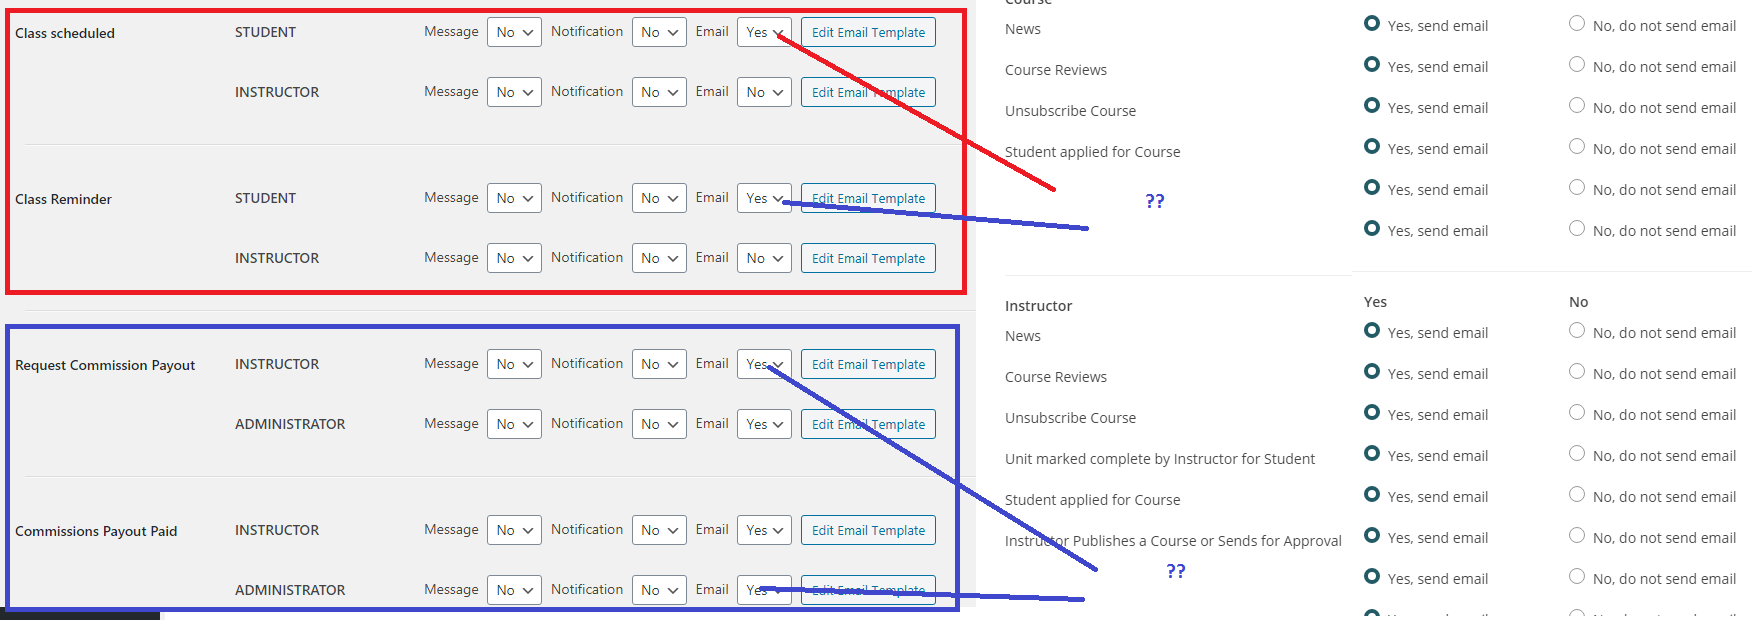 Class scheduled STUDENT Message No Notification No Email Yes Edit Email Template
INSTRUCTOR Message No Notification No Email No Edit Email Template
Class Reminder STUDENT Message No Notification No Email Yes Edit Email Template
INSTRUCTOR Message No Notification No Email No Edit Email Template
Request Commission Payout INSTRUCTOR Message No Notification No Email Yes Edit Email Template
ADMINISTRATOR Message No Notification No Email Yes Edit Email Template
Commissions Payout Paid INSTRUCTOR Message No Notification No Email Yes Edit Email Template
ADMINISTRATOR Message No Notification No Email Yes Edit Email Template
Course
News Yes, send email No, do not send email
Course Reviews Yes, send email No, do not send email
Unsubscribe Course Yes, send email No, do not send email
Student applied for Course Yes, send email No, do not send email
?? Yes, send email No, do not send email
Yes, send email No, do not send email
Instructor Yes No
News Yes, send email No, do not send email
Course Reviews Yes, send email No, do not send email
Unsubscribe Course Yes, send email No, do not send email
Unit marked complete by Instructor for Student Yes, send email No, do not send email
Student applied for Course Yes, send email No, do not send email
Instructor Publishes a Course or Sends for Approval Yes, send email No, do not send email
?? Yes, send email No, do not send email